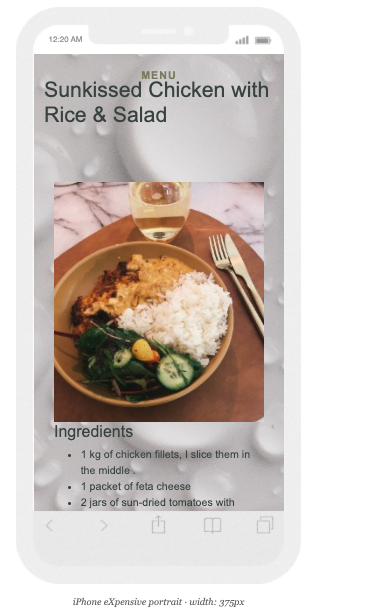 12:20 AM
MENU
Sunkissed Chicken with
Rice & Salad
Ingredients
• 1 kg of chicken fillets, I slice them in
the middle .
• 1 packet of feta cheese
• 2 jars of sun-dried tomatoes with
iPhone eXpensive portrait · width: 375px